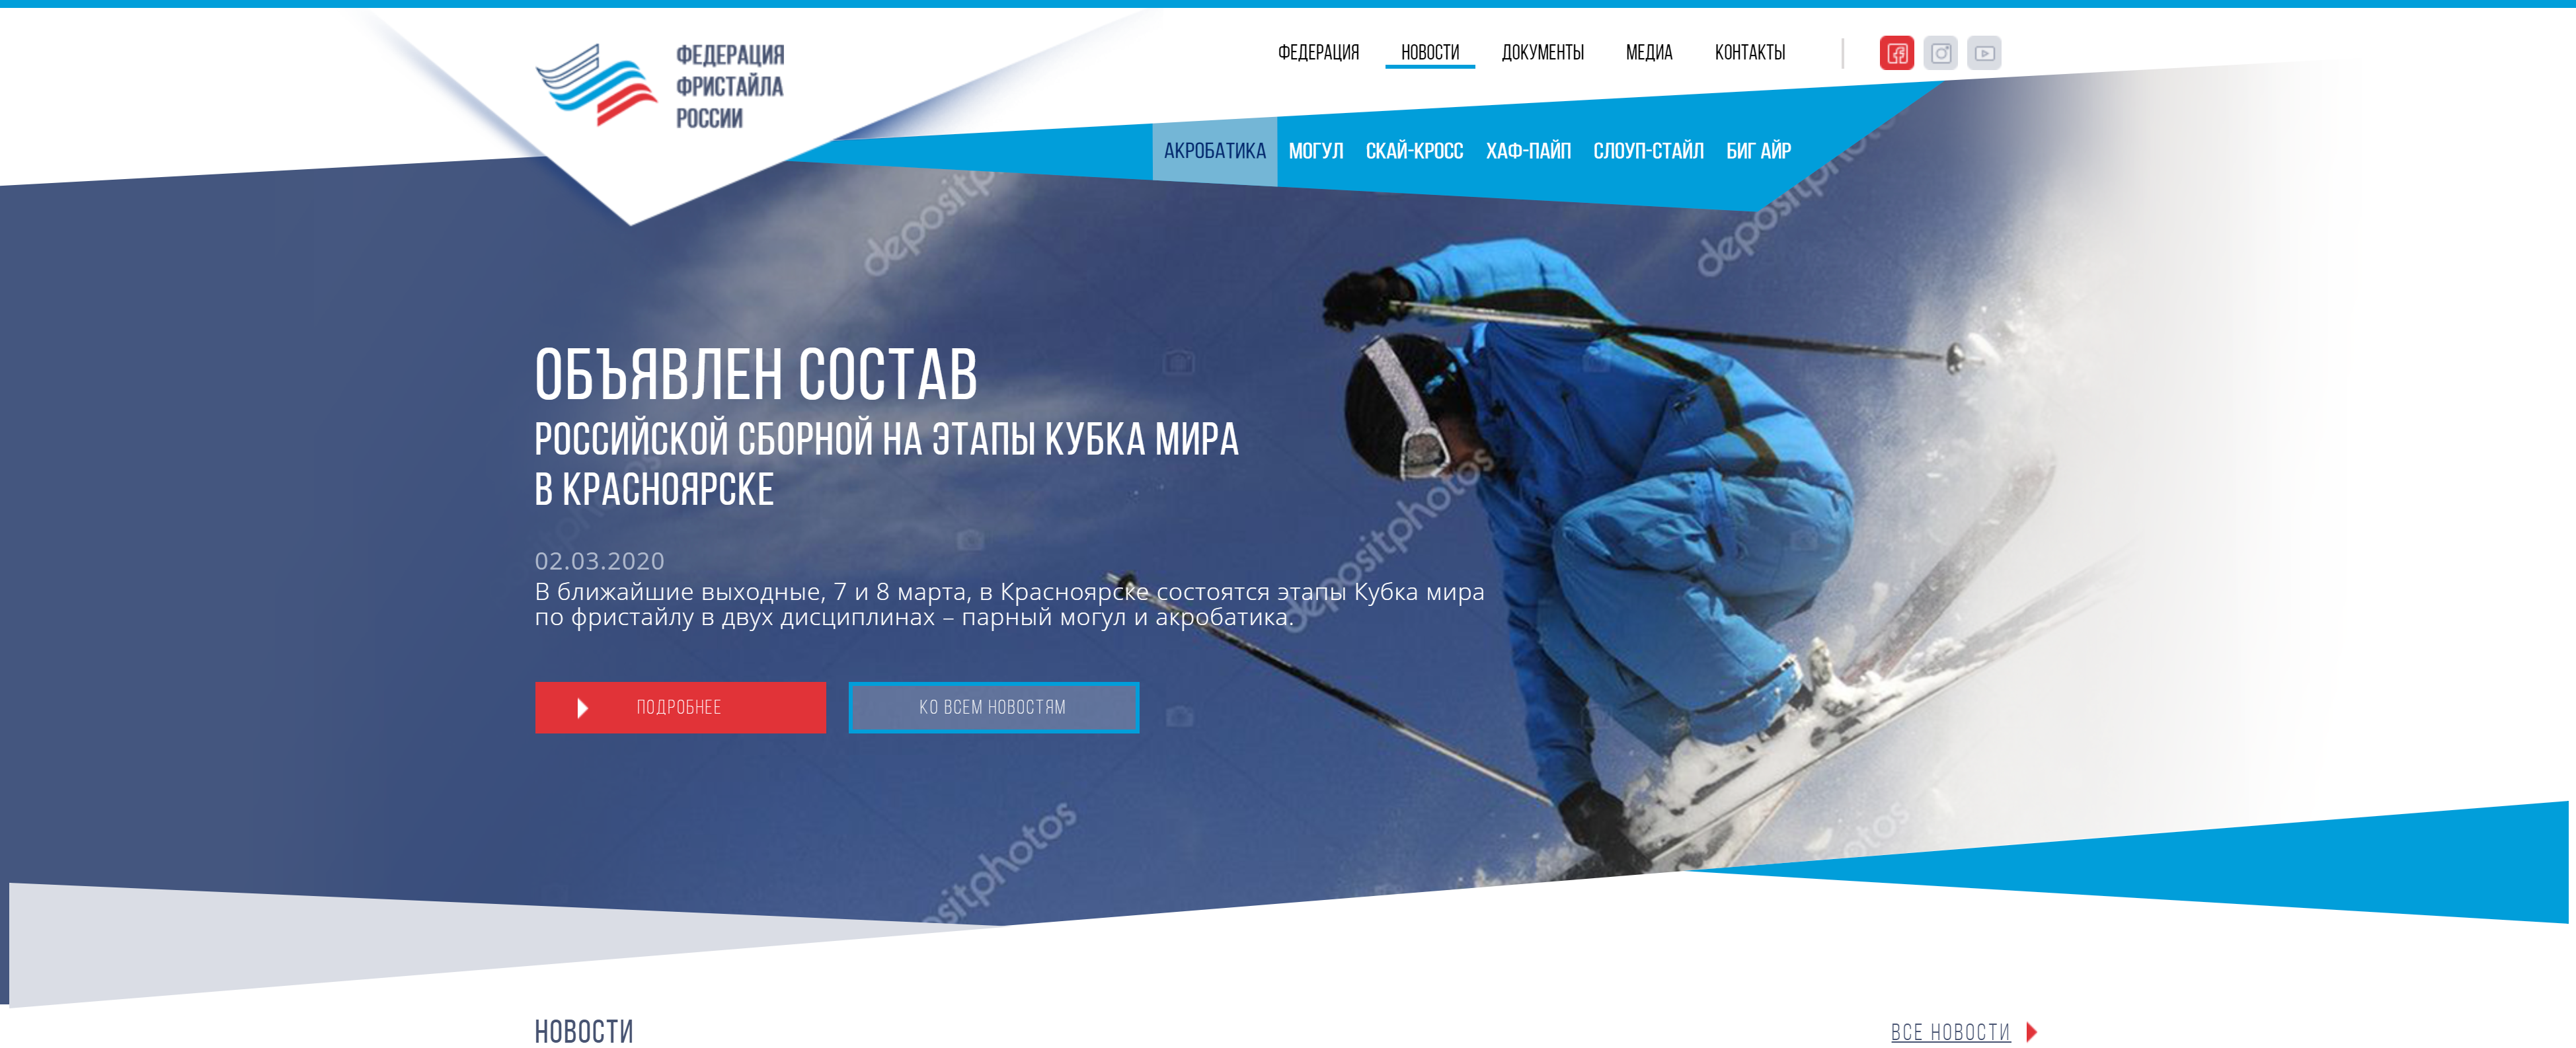 ФЕДЕРАЦИЯ
ФРИСТАЙЛА
РОССИИ
ФЕДЕРАЦИЯ НОВОСТИ ДОКУМЕНТЫ МЕДИА КОНТАКТЫ
АКРОБАТИКА МОГУЛ СКАЙ-КРОСС ХАФ-ПАЙП СЛОУП-СТАЙЛ БИГ АЙР
ОБЪЯВЛЕН СОСТАВ
РОССИЙСКОЙ СБОРНОЙ НА ЭТАПЫ КУБКА МИРА
В КРАСНОЯРСКЕ
02.03.2020
В ближайшие выходные, 7 и 8 марта, в Красноярске состоятся этапы Кубка мира
по фристайлу в двух дисциплинах – парный могул и акробатика.
depositphotos
ПОДРОБНЕЕ
КО ВСЕМ НОВОСТЯМ
НОВОСТИ
ВСЕ НОВОСТИ